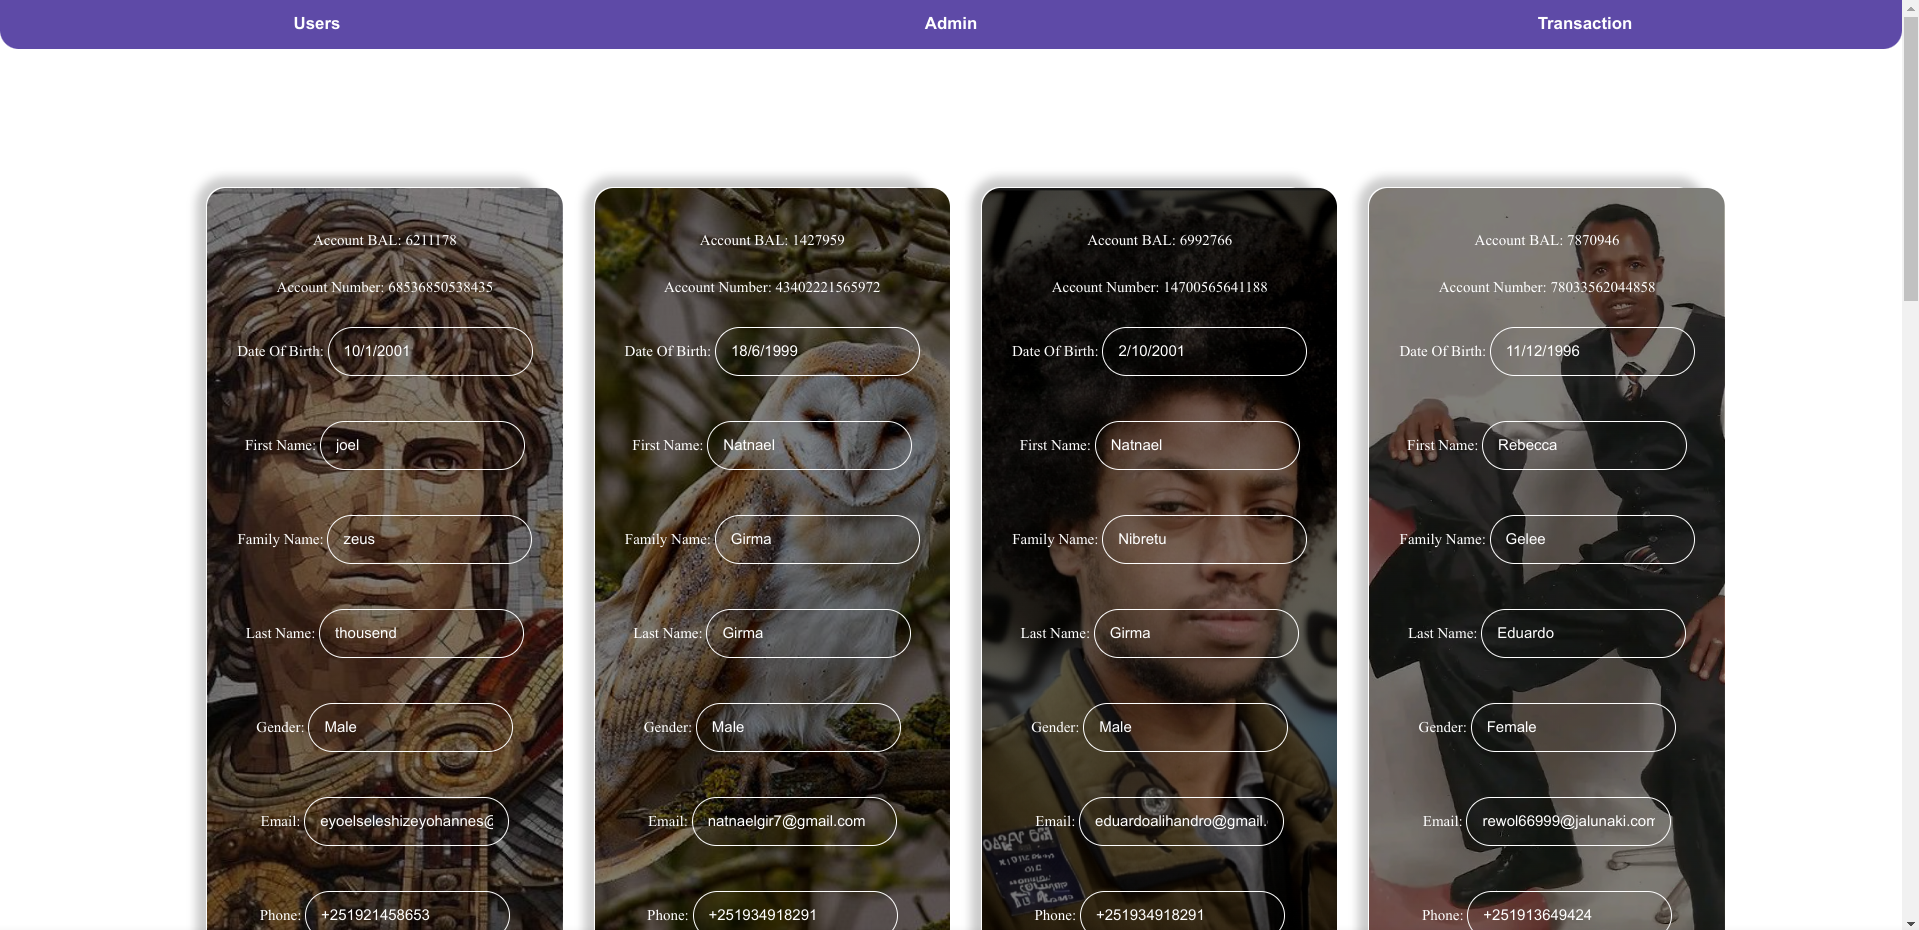 Users Admin Transaction
Account BAL: 6211178
Account Number: 68536850538435
Date Of Birth: 10/1/2001
First Name: joel
Family Name: zeus
Last Name: thousend
Gender: Male
Email: eyoelseleshizeyohannes@
Phone: +251921458653
Account BAL: 1427959
Account Number: 43402221565972
Date Of Birth: 18/6/1999
First Name: Natnael
Family Name: Girma
Last Name: Girma
Gender: Male
Email: natnaelgir7@gmail.com
Phone: +251934918291
Account BAL: 6992766
Account Number: 14700565641188
Date Of Birth: 2/10/2001
First Name: Natnael
Family Name: Nibretu
Last Name: Girma
Gender: Male
Email: eduardoalihandro@gmail.
Phone: +251934918291
Account BAL: 7870946
Account Number: 78033562044858
Date Of Birth: 11/12/1996
First Name: Rebecca
Family Name: Gelee
Last Name: Eduardo
Gender: Female
Email: rewol66999@jalunaki.com
Phone: +251913649424